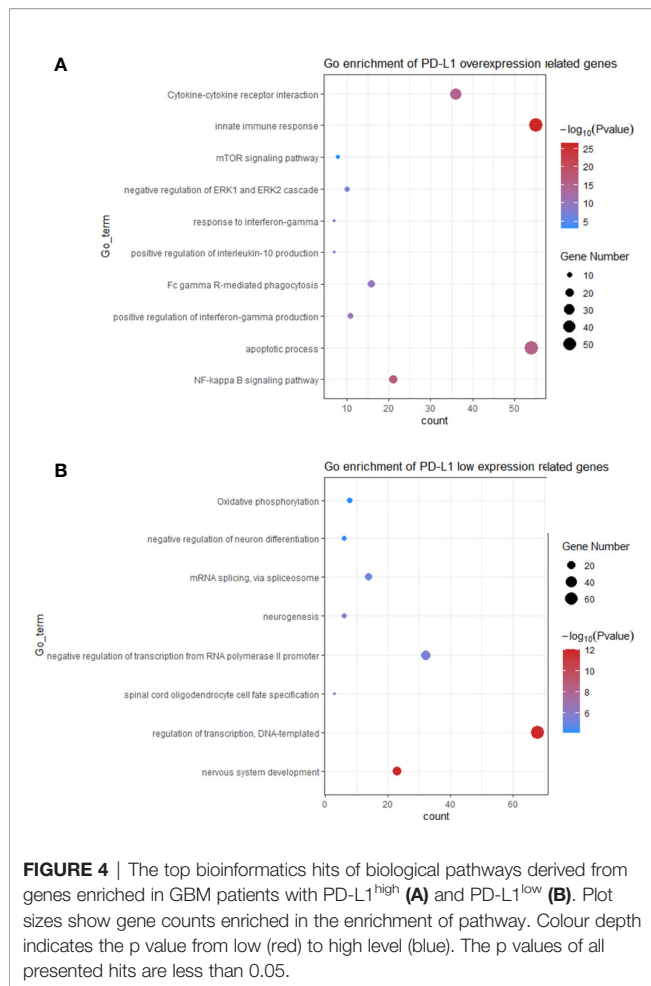 A
Go enrichment of PD-L1 overexpression related genes
Cytokine-cytokine receptor interaction
innate immune response
mTOR signaling pathway
negative regulation of ERK1 and ERK2 cascade
response to interferon-gamma
positive regulation of interleukin-10 production
Fc gamma R-mediated phagocytosis
positive regulation of interferon-gamma production
apoptotic process
NF-kappa B signaling pathway
Go_term
10 20 30 40 50
count
−log10(Pvalue)
25
20
15
10
5
Gene Number
10
20
30
40
50
B
Go enrichment of PD-L1 low expression related genes
Oxidative phosphorylation
negative regulation of neuron differentiation
mRNA splicing, via spliceosome
neurogenesis
negative regulation of transcription from RNA polymerase II promoter
spinal cord oligodendrocyte cell fate specification
regulation of transcription, DNA-templated
nervous system development
Go_term
0 20 40 60
count
Gene Number
20
40
60
−log10(Pvalue)
12
10
8
6
FIGURE 4 | The top bioinformatics hits of biological pathways derived from
genes enriched in GBM patients with PD-L1high (A) and PD-L1low (B). Plot
sizes show gene counts enriched in the enrichment of pathway. Colour depth
indicates the p value from low (red) to high level (blue). The p values of all
presented hits are less than 0.05.